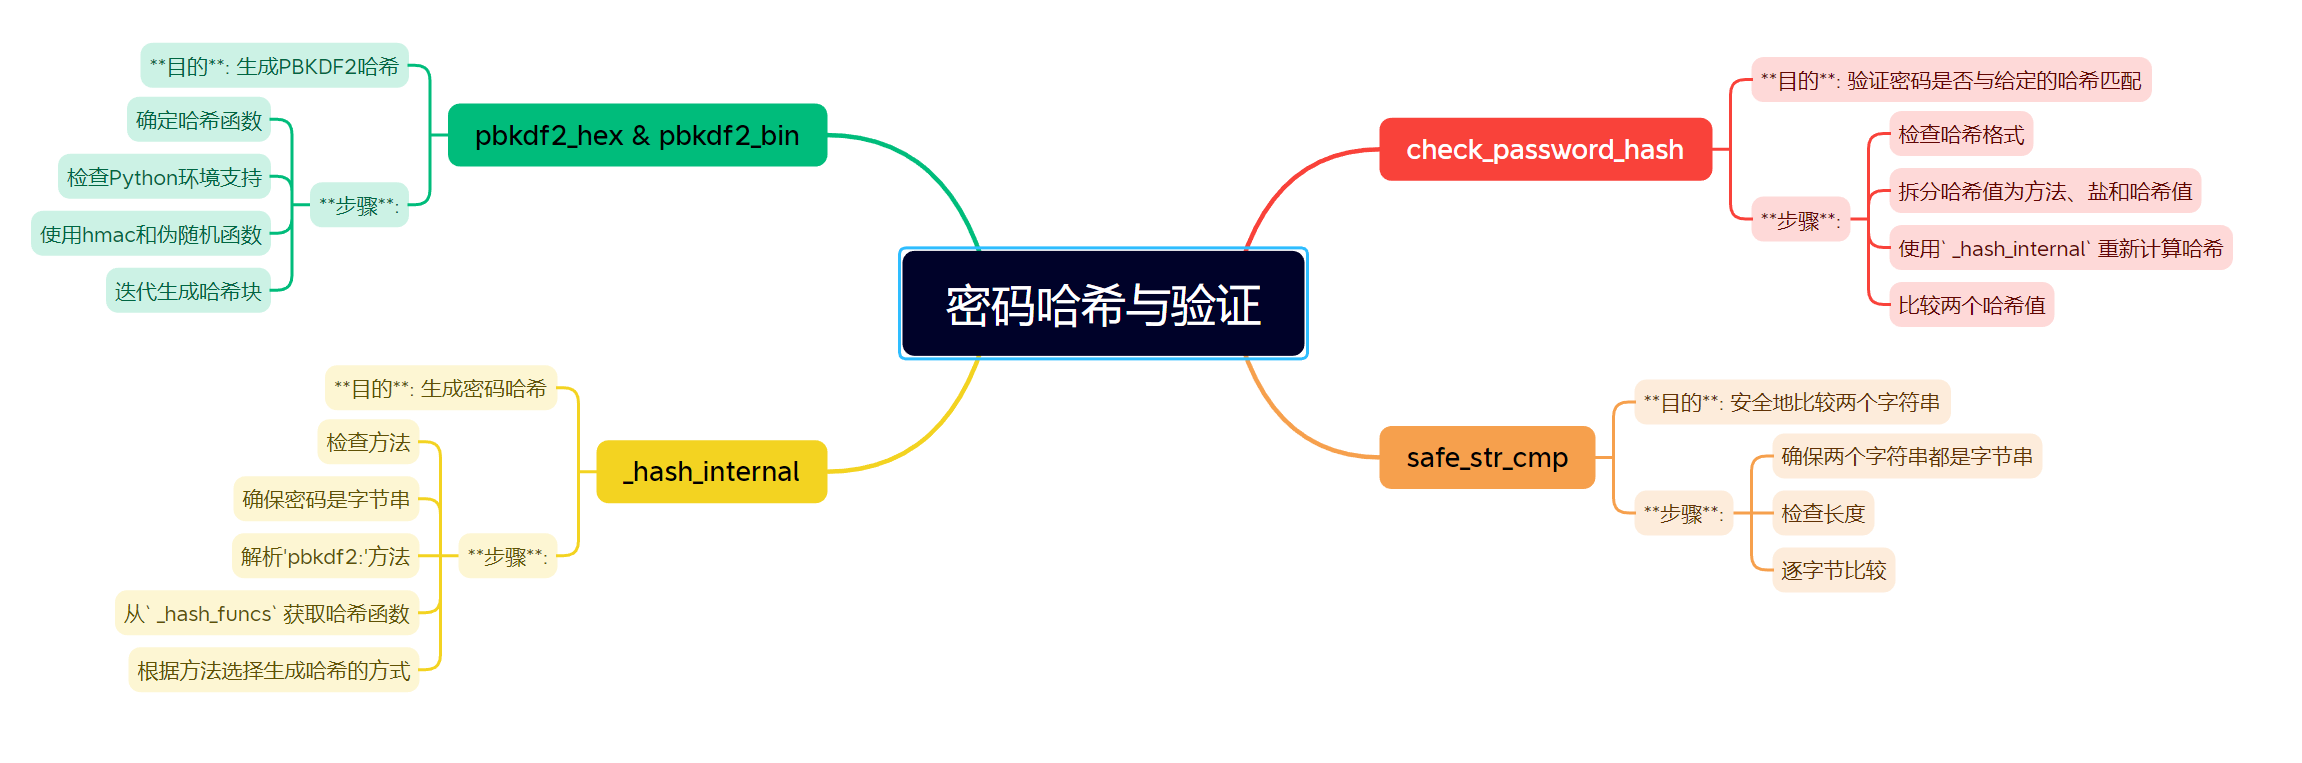 密码哈希与验证
check_password_hash
**目的**: 验证密码是否与给定的哈希匹配
**步骤**:
检查哈希格式
拆分哈希值为方法、盐和哈希值
使用`_hash_internal`重新计算哈希
比较两个哈希值
safe_str_cmp
**目的**: 安全地比较两个字符串
**步骤**:
确保两个字符串都是字节串
检查长度
逐字节比较
pbkdf2_hex & pbkdf2_bin
**目的**: 生成PBKDF2哈希
**步骤**:
确定哈希函数
检查Python环境支持
使用hmac和伪随机函数
迭代生成哈希块
_hash_internal
**目的**: 生成密码哈希
**步骤**:
检查方法
确保密码是字节串
解析'pbkdf2:'方法
从`_hash_funcs`获取哈希函数
根据方法选择生成哈希的方式